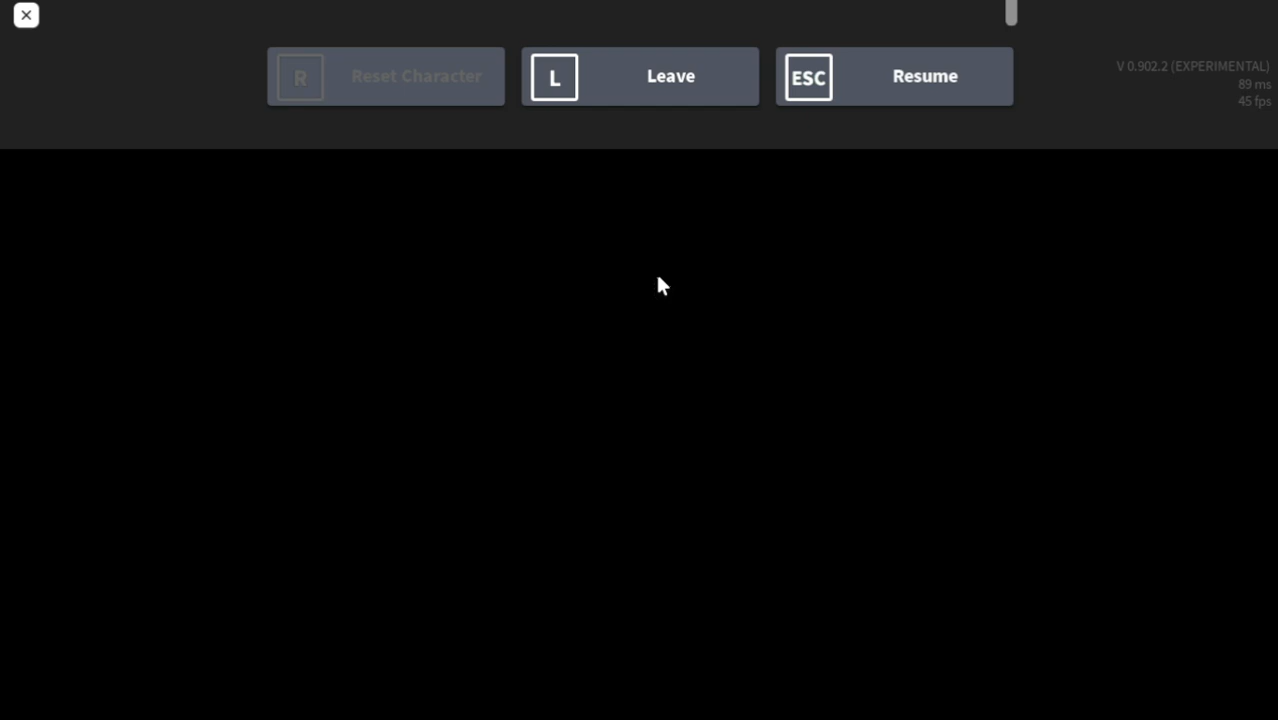 R Reset Character
L Leave
ESC Resume
V 0.902.2 (EXPERIMENTAL)
89 ms
45 fps